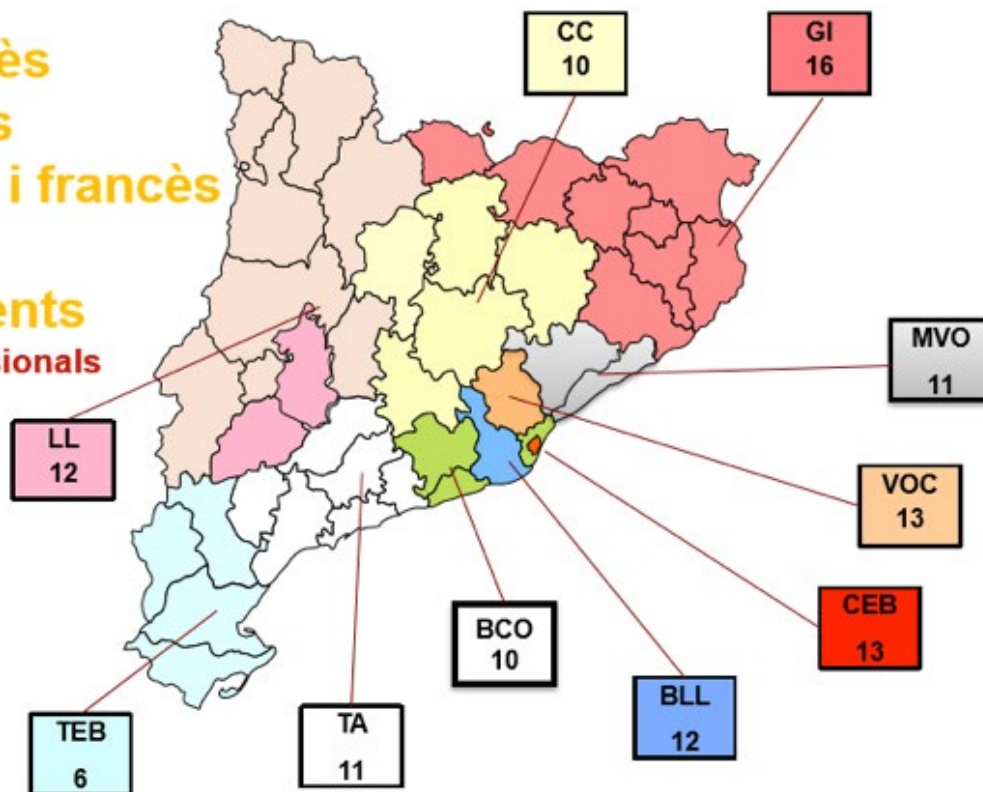 ès
s
i francès
ents
sionals
CC
10
GI
16
MVO
11
LL
12
VOC
13
CEB
13
BCO
10
BLL
12
TA
11
TEB
6